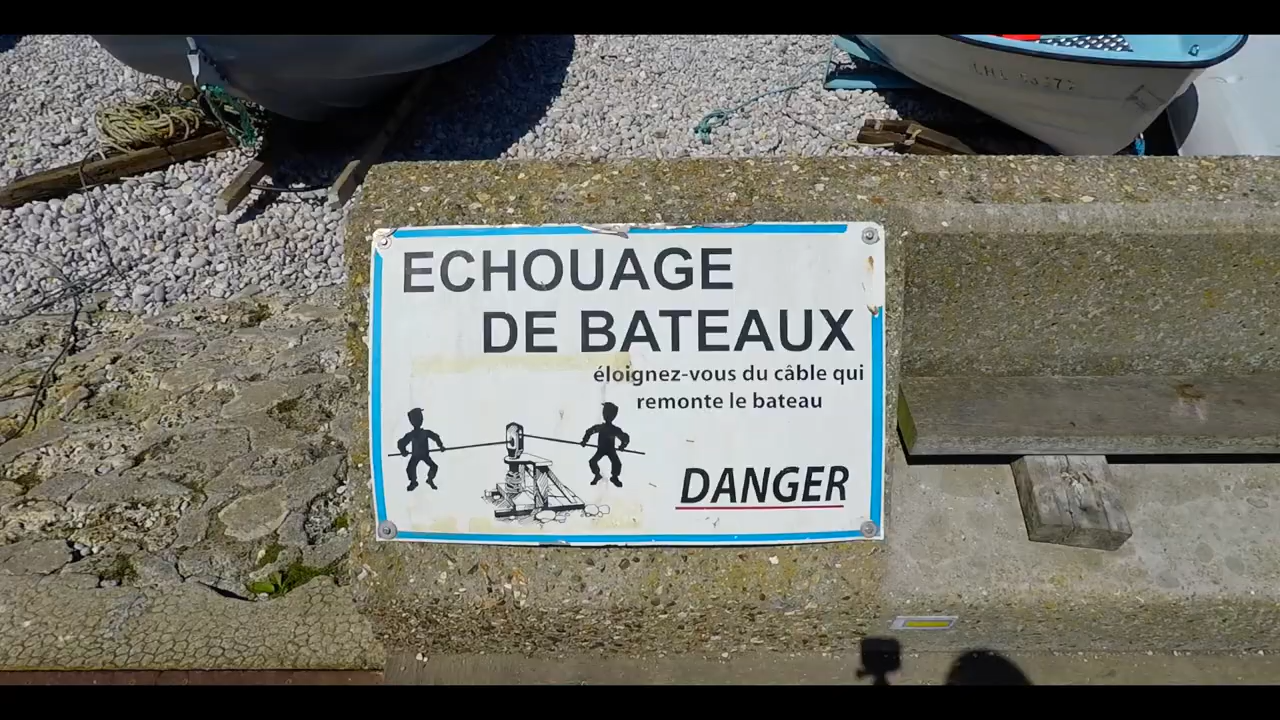 ECHOUAGE
DE BATEAUX
éloignez-vous du câble qui
remonte le bateau
DANGER